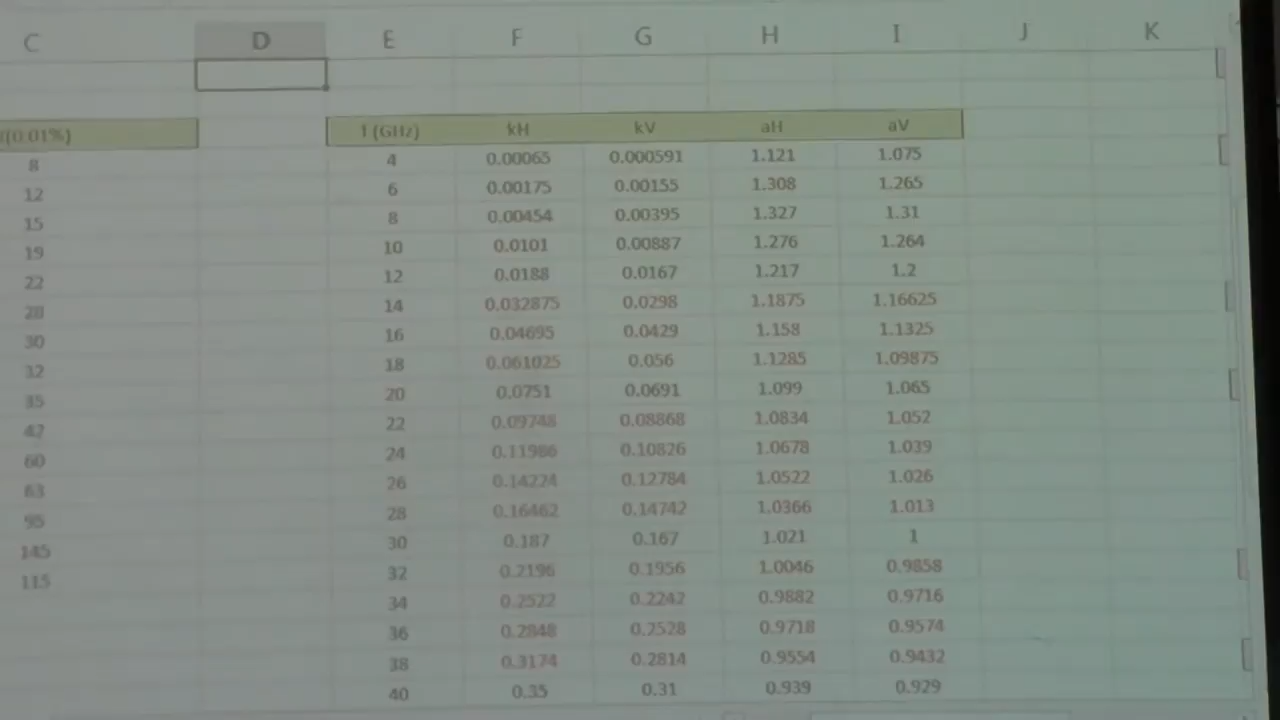 C D E F G H I J K
(0.01%) f (GHz) kH kV aH aV
8 4 0.00065 0.000591 1.121 1.075
12 6 0.00175 0.00155 1.308 1.265
15 8 0.00454 0.00395 1.327 1.31
19 10 0.0101 0.00887 1.276 1.264
22 12 0.0188 0.0167 1.217 1.2
28 14 0.032875 0.0298 1.1875 1.16625
30 16 0.04695 0.0429 1.158 1.1325
32 18 0.061025 0.056 1.1285 1.09875
35 20 0.0751 0.0691 1.099 1.065
42 22 0.09748 0.08868 1.0834 1.052
60 24 0.11986 0.10826 1.0678 1.039
63 26 0.14224 0.12784 1.0522 1.026
95 28 0.16462 0.14742 1.0366 1.013
145 30 0.187 0.167 1.021 1
115 32 0.2196 0.1956 1.0046 0.9858
34 0.2522 0.2242 0.9882 0.9716
36 0.2848 0.2528 0.9718 0.9574
38 0.3174 0.2814 0.9554 0.9432
40 0.35 0.31 0.939 0.929